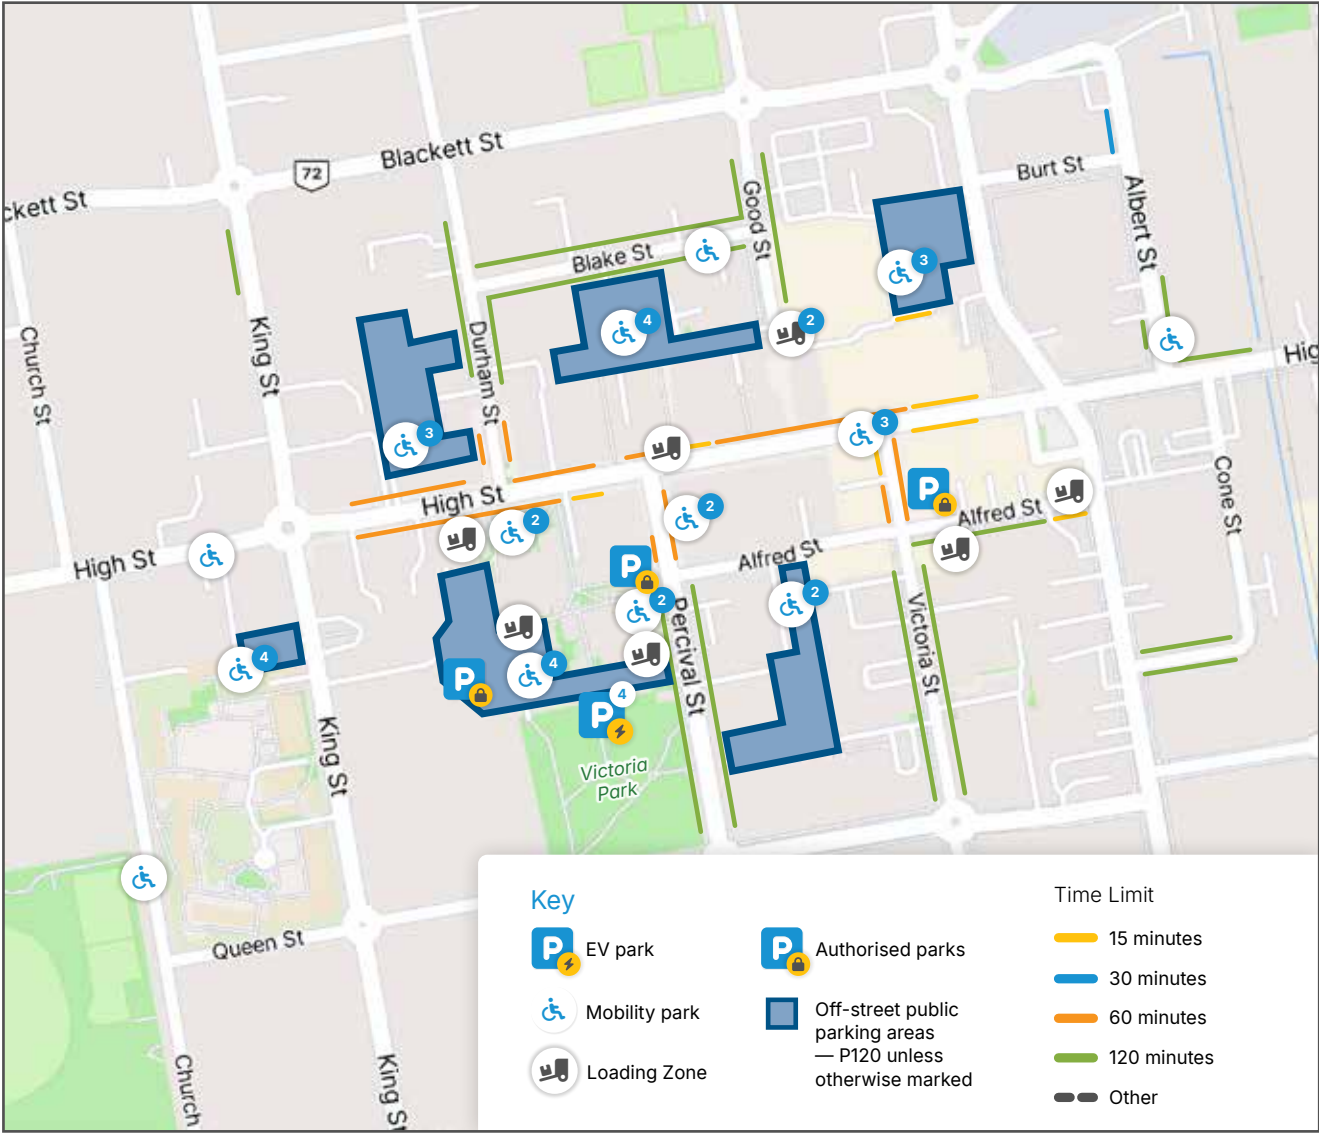 Blackett St
72
ckett St
Burt St
Good St
Albert St
Blake St
3
4
2
King St
Durham St
Church St
Hig
3
3
High St
2
2
Cone St
Alfred St
High St
Alfred St
2
2
Percival St
Victoria St
4
4
4
King St
Victoria
Park
Queen St
Church
King St
Key
P
EV park
Mobility park
Loading Zone
P
Authorised parks
Off-street public
parking areas
— P120 unless
otherwise marked
Time Limit
15 minutes
30 minutes
60 minutes
120 minutes
Other
P
P
P
P